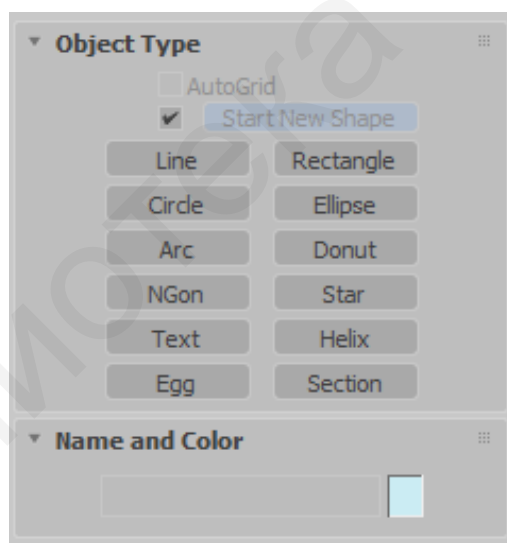 Object Type
AutoGrid
Start New Shape
Line Rectangle
Circle Ellipse
Arc Donut
NGon Star
Text Helix
Egg Section
Name and Color